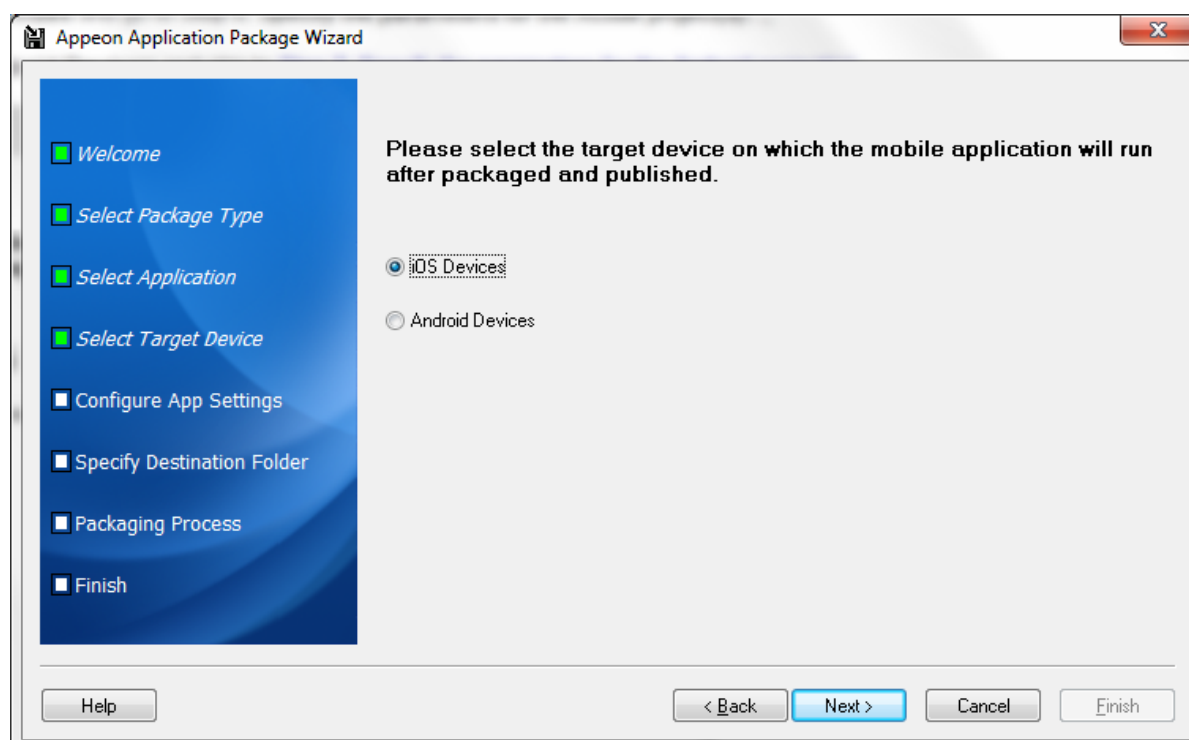 Appeon Application Package Wizard
Welcome
Select Package Type
Select Application
Select Target Device
Configure App Settings
Specify Destination Folder
Packaging Process
Finish
Please select the target device on which the mobile application will run
after packaged and published.
iOS Devices
Android Devices
Help
< Back
Next >
Cancel
Finish